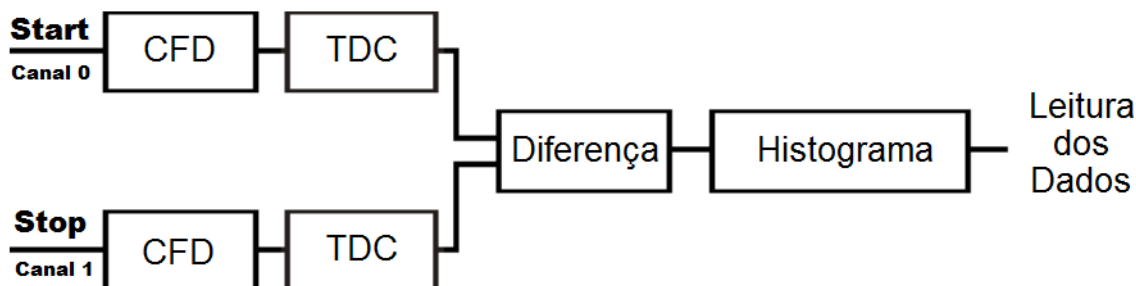 Start
Canal 0
CFD
TDC
Diferença
Histograma
Leitura
dos
Dados
Stop
Canal 1
CFD
TDC